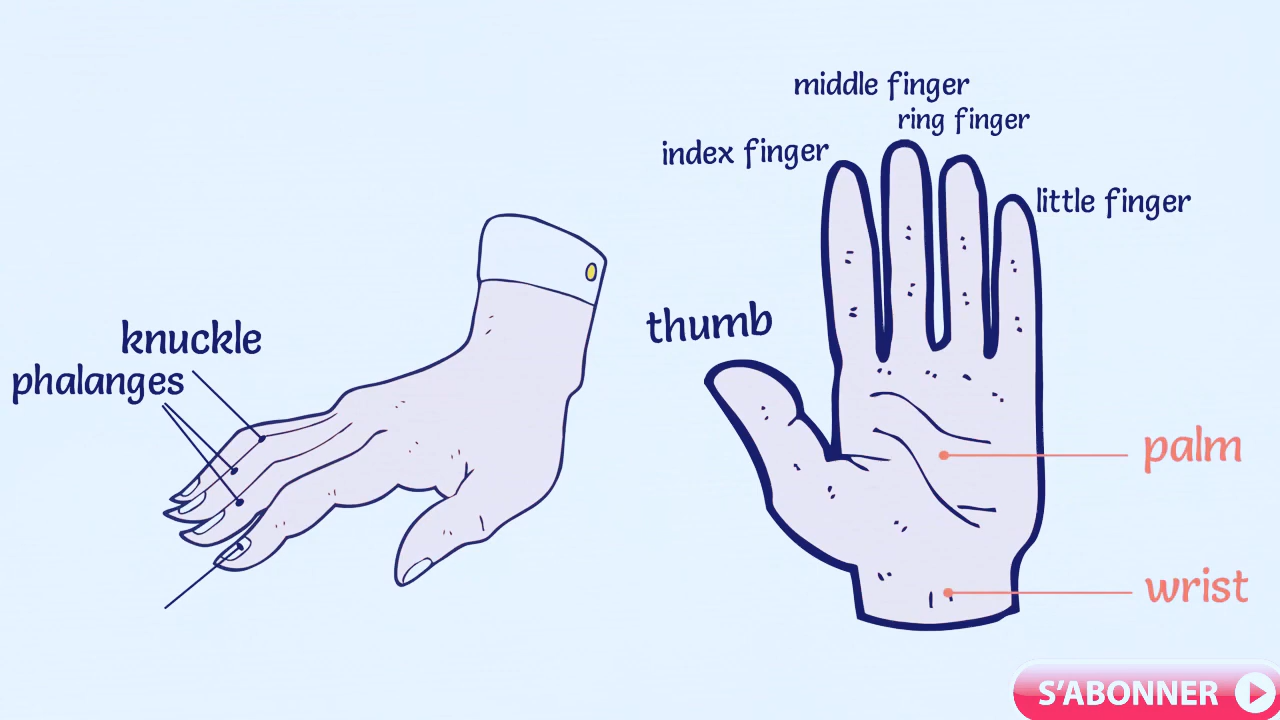 middle finger
ring finger
index finger
little finger
thumb
knuckle
phalanges
palm
wrist
S'ABONNER